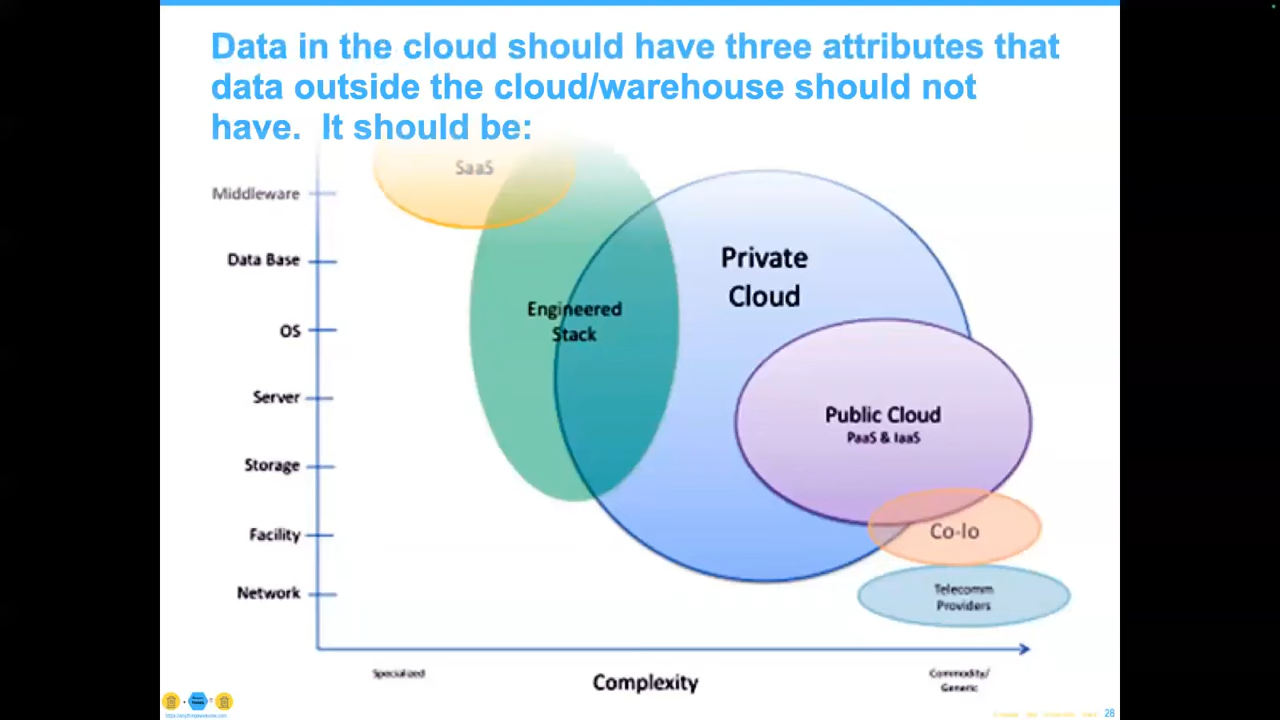 Data in the cloud should have three attributes that
data outside the cloud/warehouse should not
have. It should be:
SaaS
Middleware
Data Base
OS
Server
Storage
Facility
Network
Engineered
Stack
Private
Cloud
Public Cloud
PaaS & IaaS
Co-lo
Telecomm
Providers
Specialized
Complexity
Commodity/
Generic
28